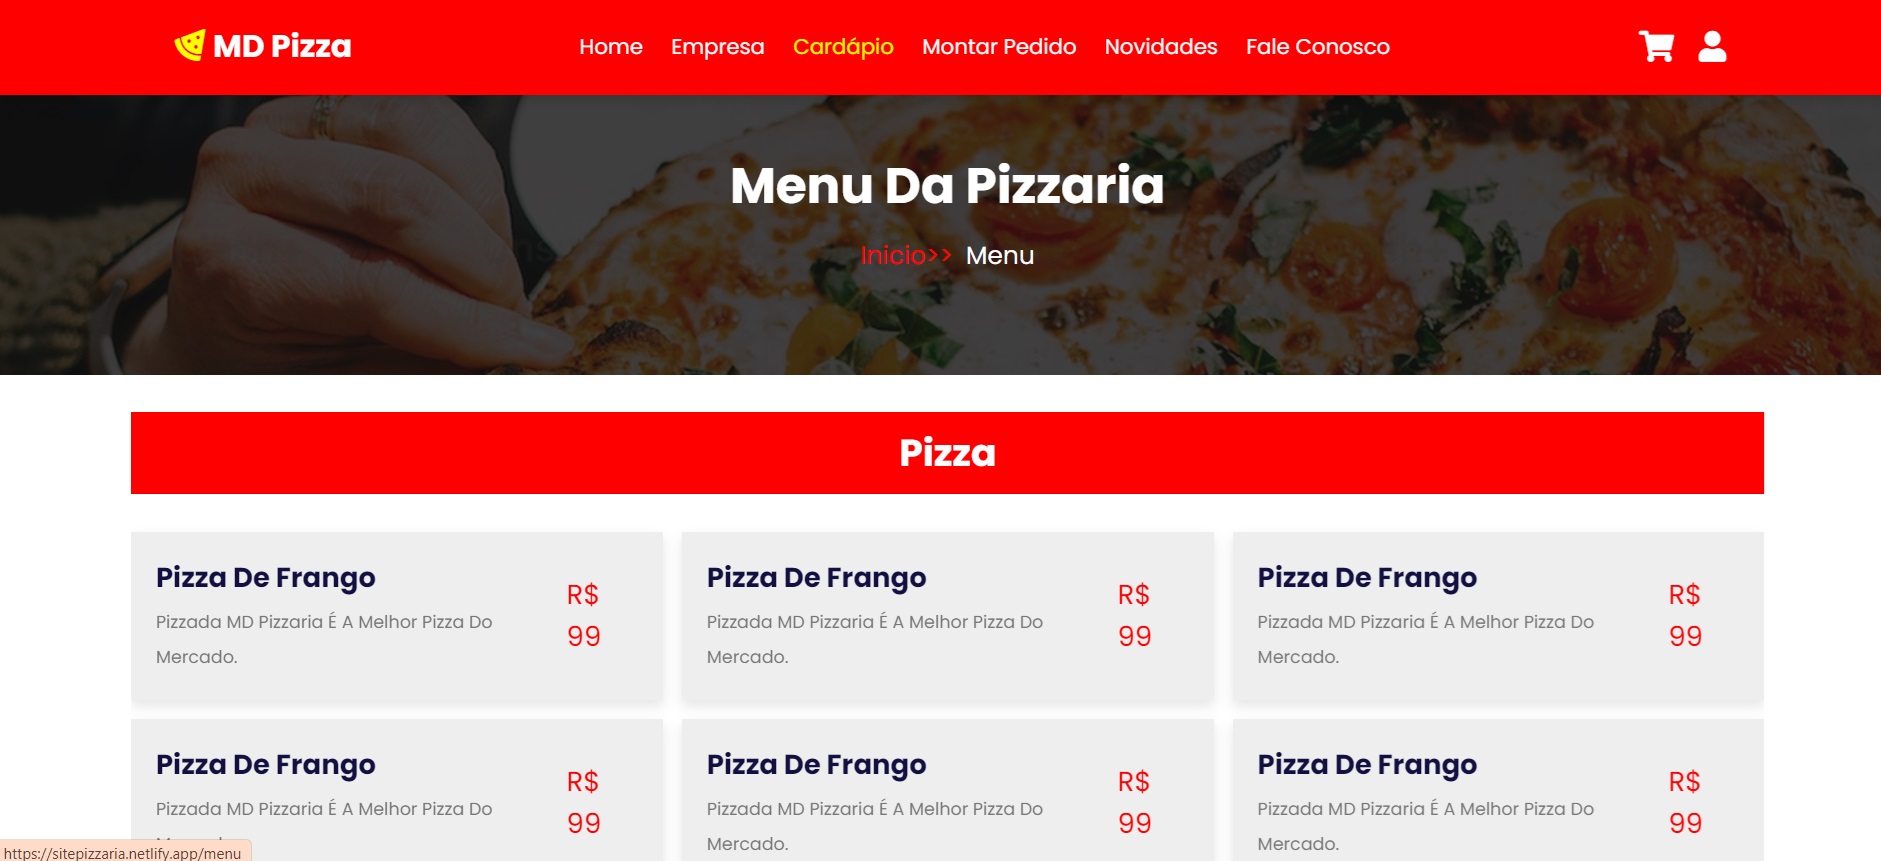 MD Pizza
Home Empresa Cardápio Montar Pedido Novidades Fale Conosco
Menu Da Pizzaria
Inicio>> Menu
Pizza
Pizza De Frango
Pizzada MD Pizzaria É A Melhor Pizza Do
Mercado.
R$
99
Pizza De Frango
Pizzada MD Pizzaria É A Melhor Pizza Do
Mercado.
R$
99
Pizza De Frango
Pizzada MD Pizzaria É A Melhor Pizza Do
Mercado.
R$
99
Pizza De Frango
Pizzada MD Pizzaria É A Melhor Pizza Do
R$
99
Pizza De Frango
Pizzada MD Pizzaria É A Melhor Pizza Do
Mercado.
R$
99
Pizza De Frango
Pizzada MD Pizzaria É A Melhor Pizza Do
Mercado.
R$
99
https://sitepizzaria.netlify.app/menu